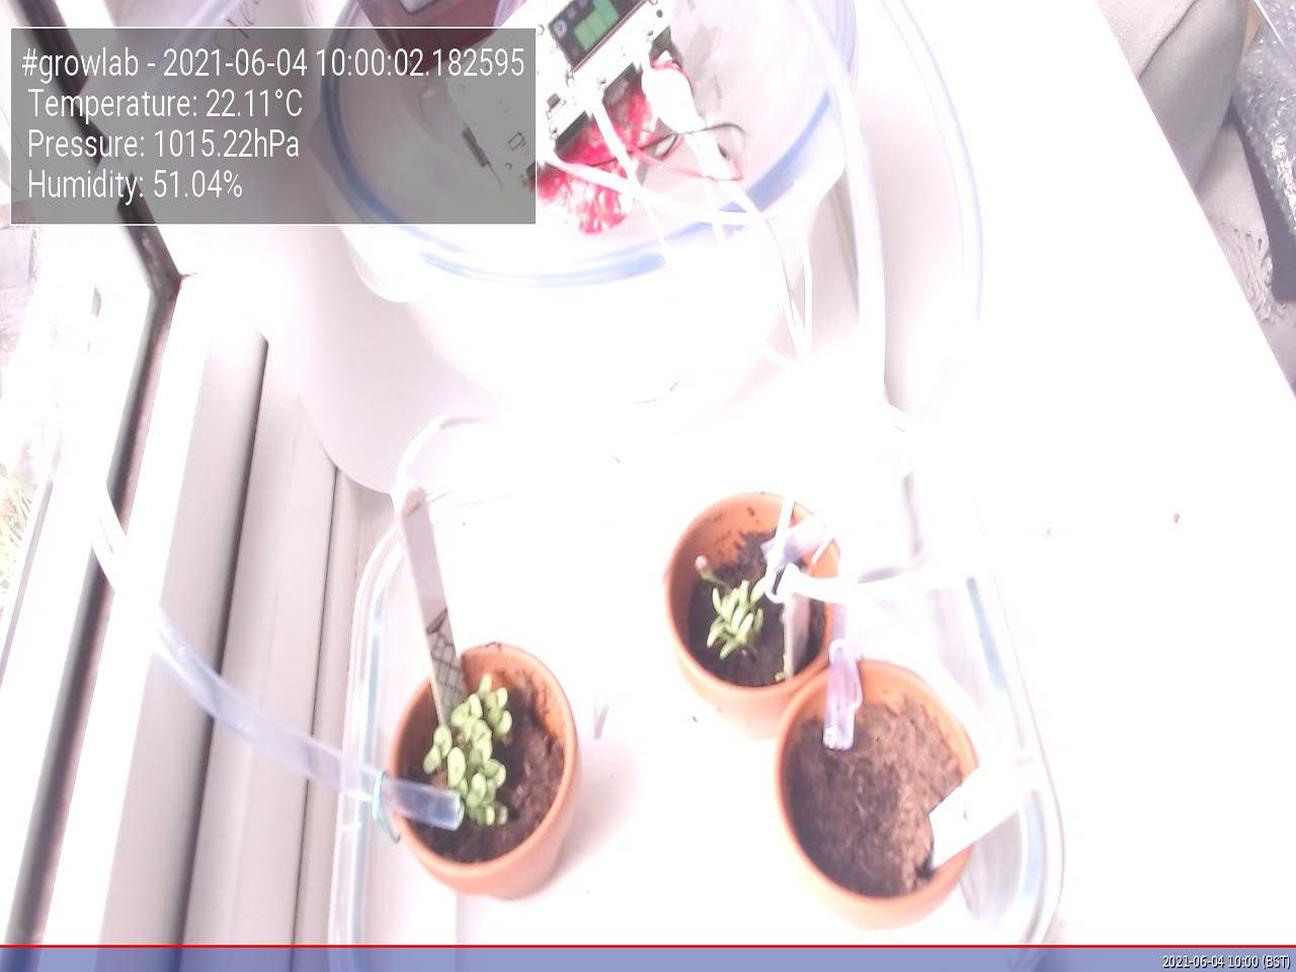 #growlab - 2021-06-04 10:00:02.182595
Temperature: 22.11°C
Pressure: 1015.22hPa
Humidity: 51.04%
2021-06-04 10:00 (BST)